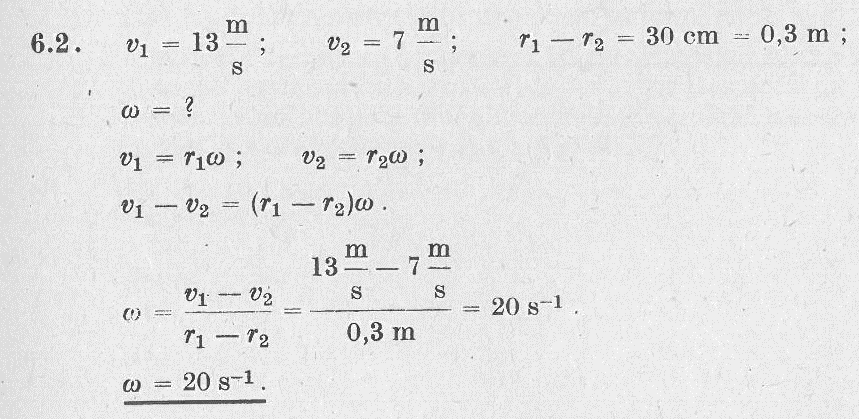 6.2. v₁ = 13 m/s ; v₂ = 7 m/s ; r₁ − r₂ = 30 cm = 0,3 m ;
ω = ?
v₁ = r₁ω ; v₂ = r₂ω ;
v₁ − v₂ = (r₁ − r₂)ω .
ω = (v₁ − v₂)/(r₁ − r₂) = (13 m/s − 7 m/s)/(0,3 m) = 20 s⁻¹ .
ω = 20 s⁻¹ .